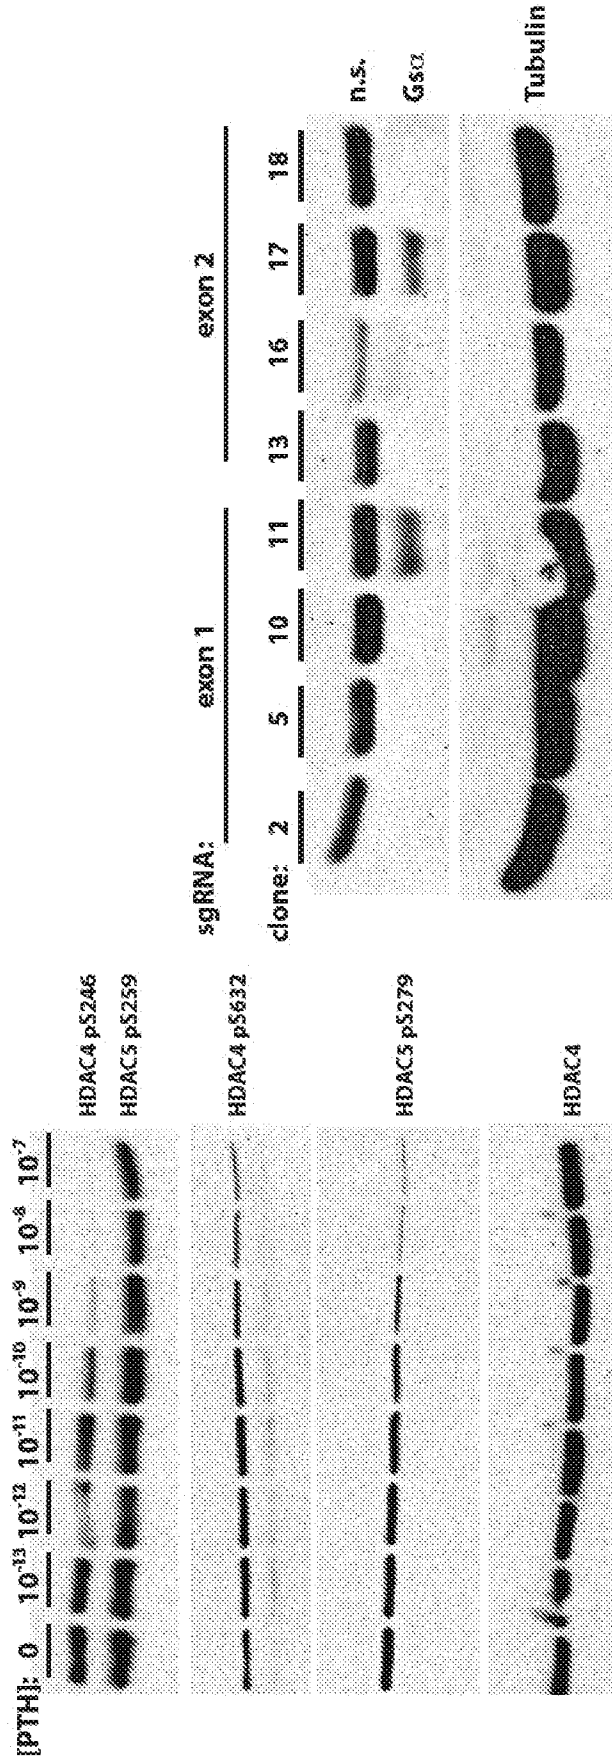 [PTH]: 0 10-13 10-12 10-11 10-10 10-9 10-8 10-7
HDAC4 pS246
HDAC5 pS259
HDAC4 pS632
HDAC5 pS279
HDAC4
sgRNA: exon 1 exon 2
clone: 2 5 10 11 13 16 17 18
n.s.
Gsα
Tubulin